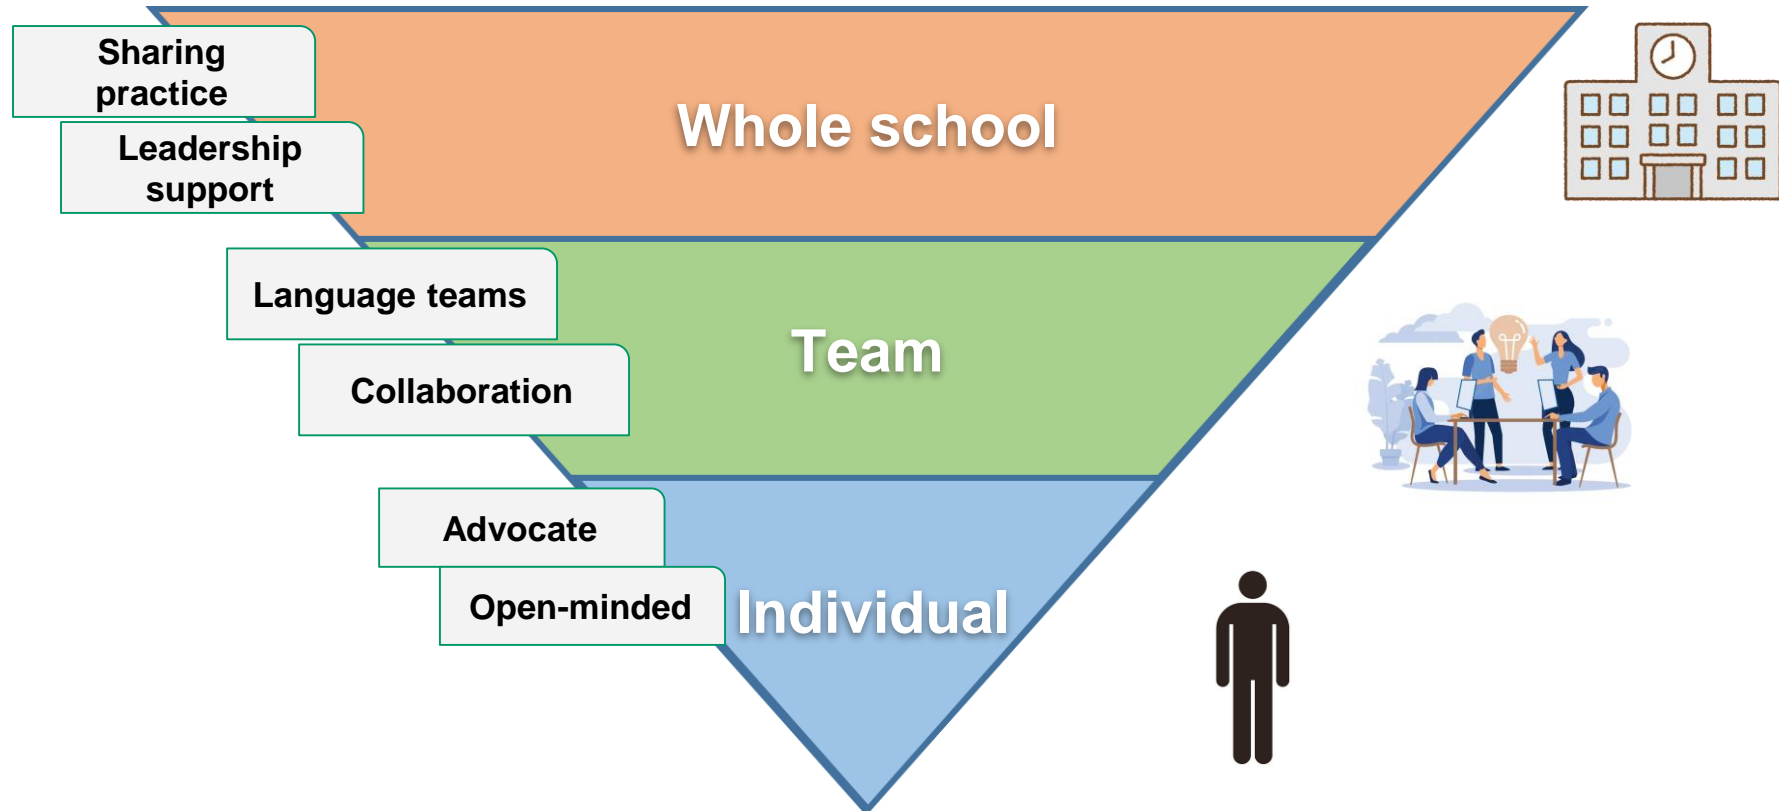 Sharing
practice
Leadership
support
Whole school
Language teams
Collaboration
Team
Advocate
Open-minded
Individual